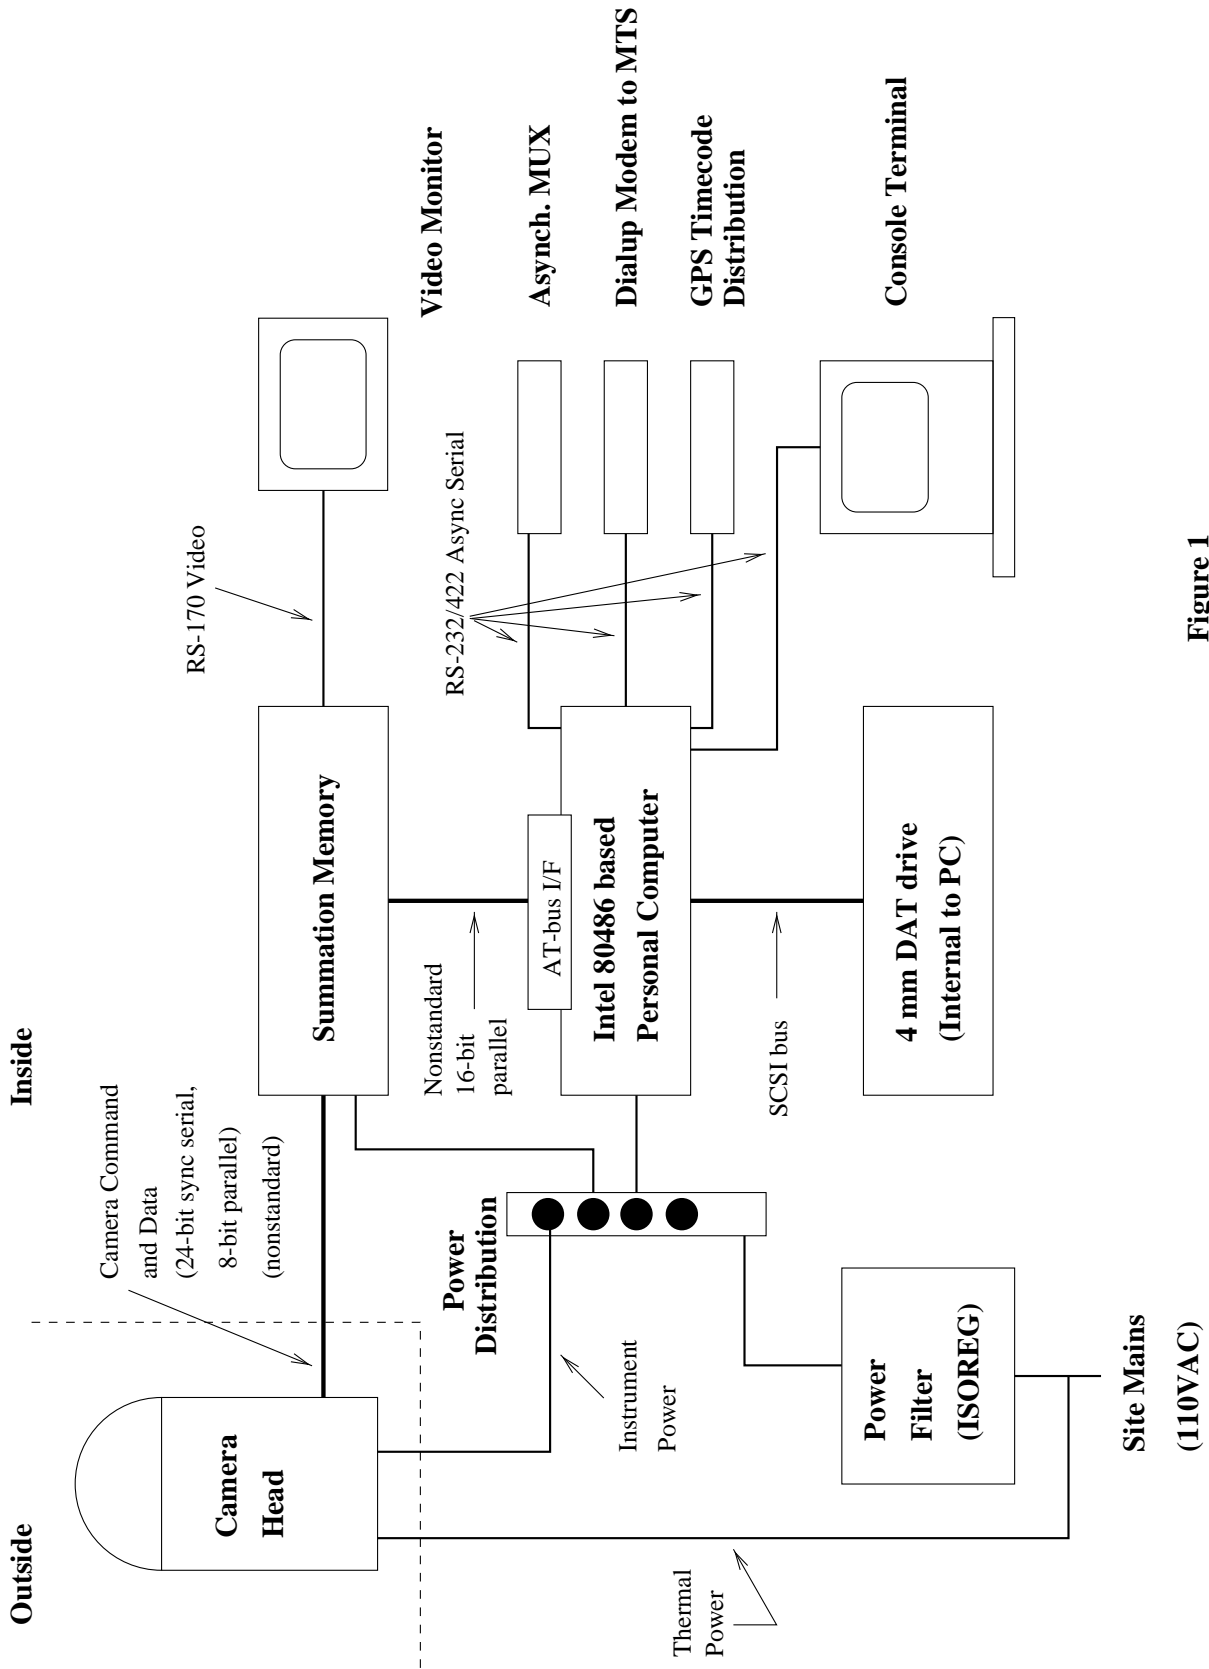 Outside
Inside
Camera Command
and Data
(24-bit sync serial,
8-bit parallel)
(nonstandard)
RS-170 Video
Camera
Head
Summation Memory
Video Monitor
Nonstandard
16-bit
parallel
RS-232/422 Async Serial
Power
Distribution
AT-bus I/F
Intel 80486 based
Personal Computer
Asynch. MUX
Dialup Modem to MTS
GPS Timecode
Distribution
Instrument
Power
Thermal
Power
SCSI bus
Power
Filter
(ISOREG)
4 mm DAT drive
(Internal to PC)
Console Terminal
Site Mains
(110VAC)
Figure 1